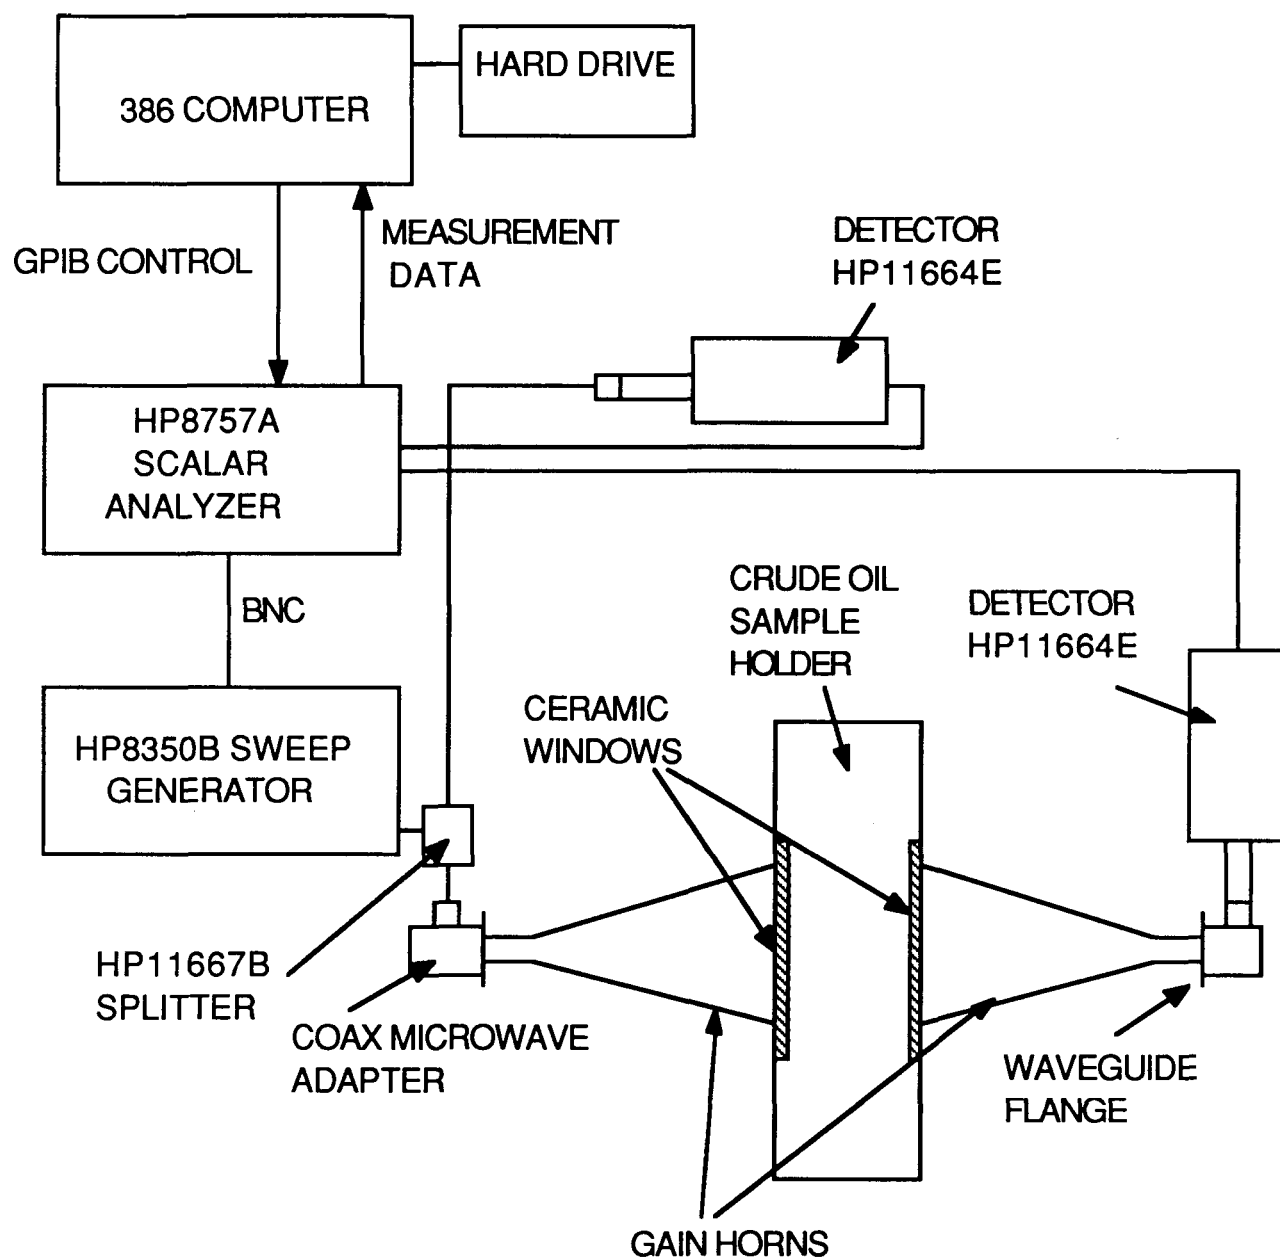 386 COMPUTER
HARD DRIVE
GPIB CONTROL
MEASUREMENT
DATA
DETECTOR
HP11664E
HP8757A
SCALAR
ANALYZER
BNC
CRUDE OIL
SAMPLE
HOLDER
DETECTOR
HP11664E
HP8350B SWEEP
GENERATOR
CERAMIC
WINDOWS
HP11667B
SPLITTER
COAX MICROWAVE
ADAPTER
WAVEGUIDE
FLANGE
GAIN HORNS